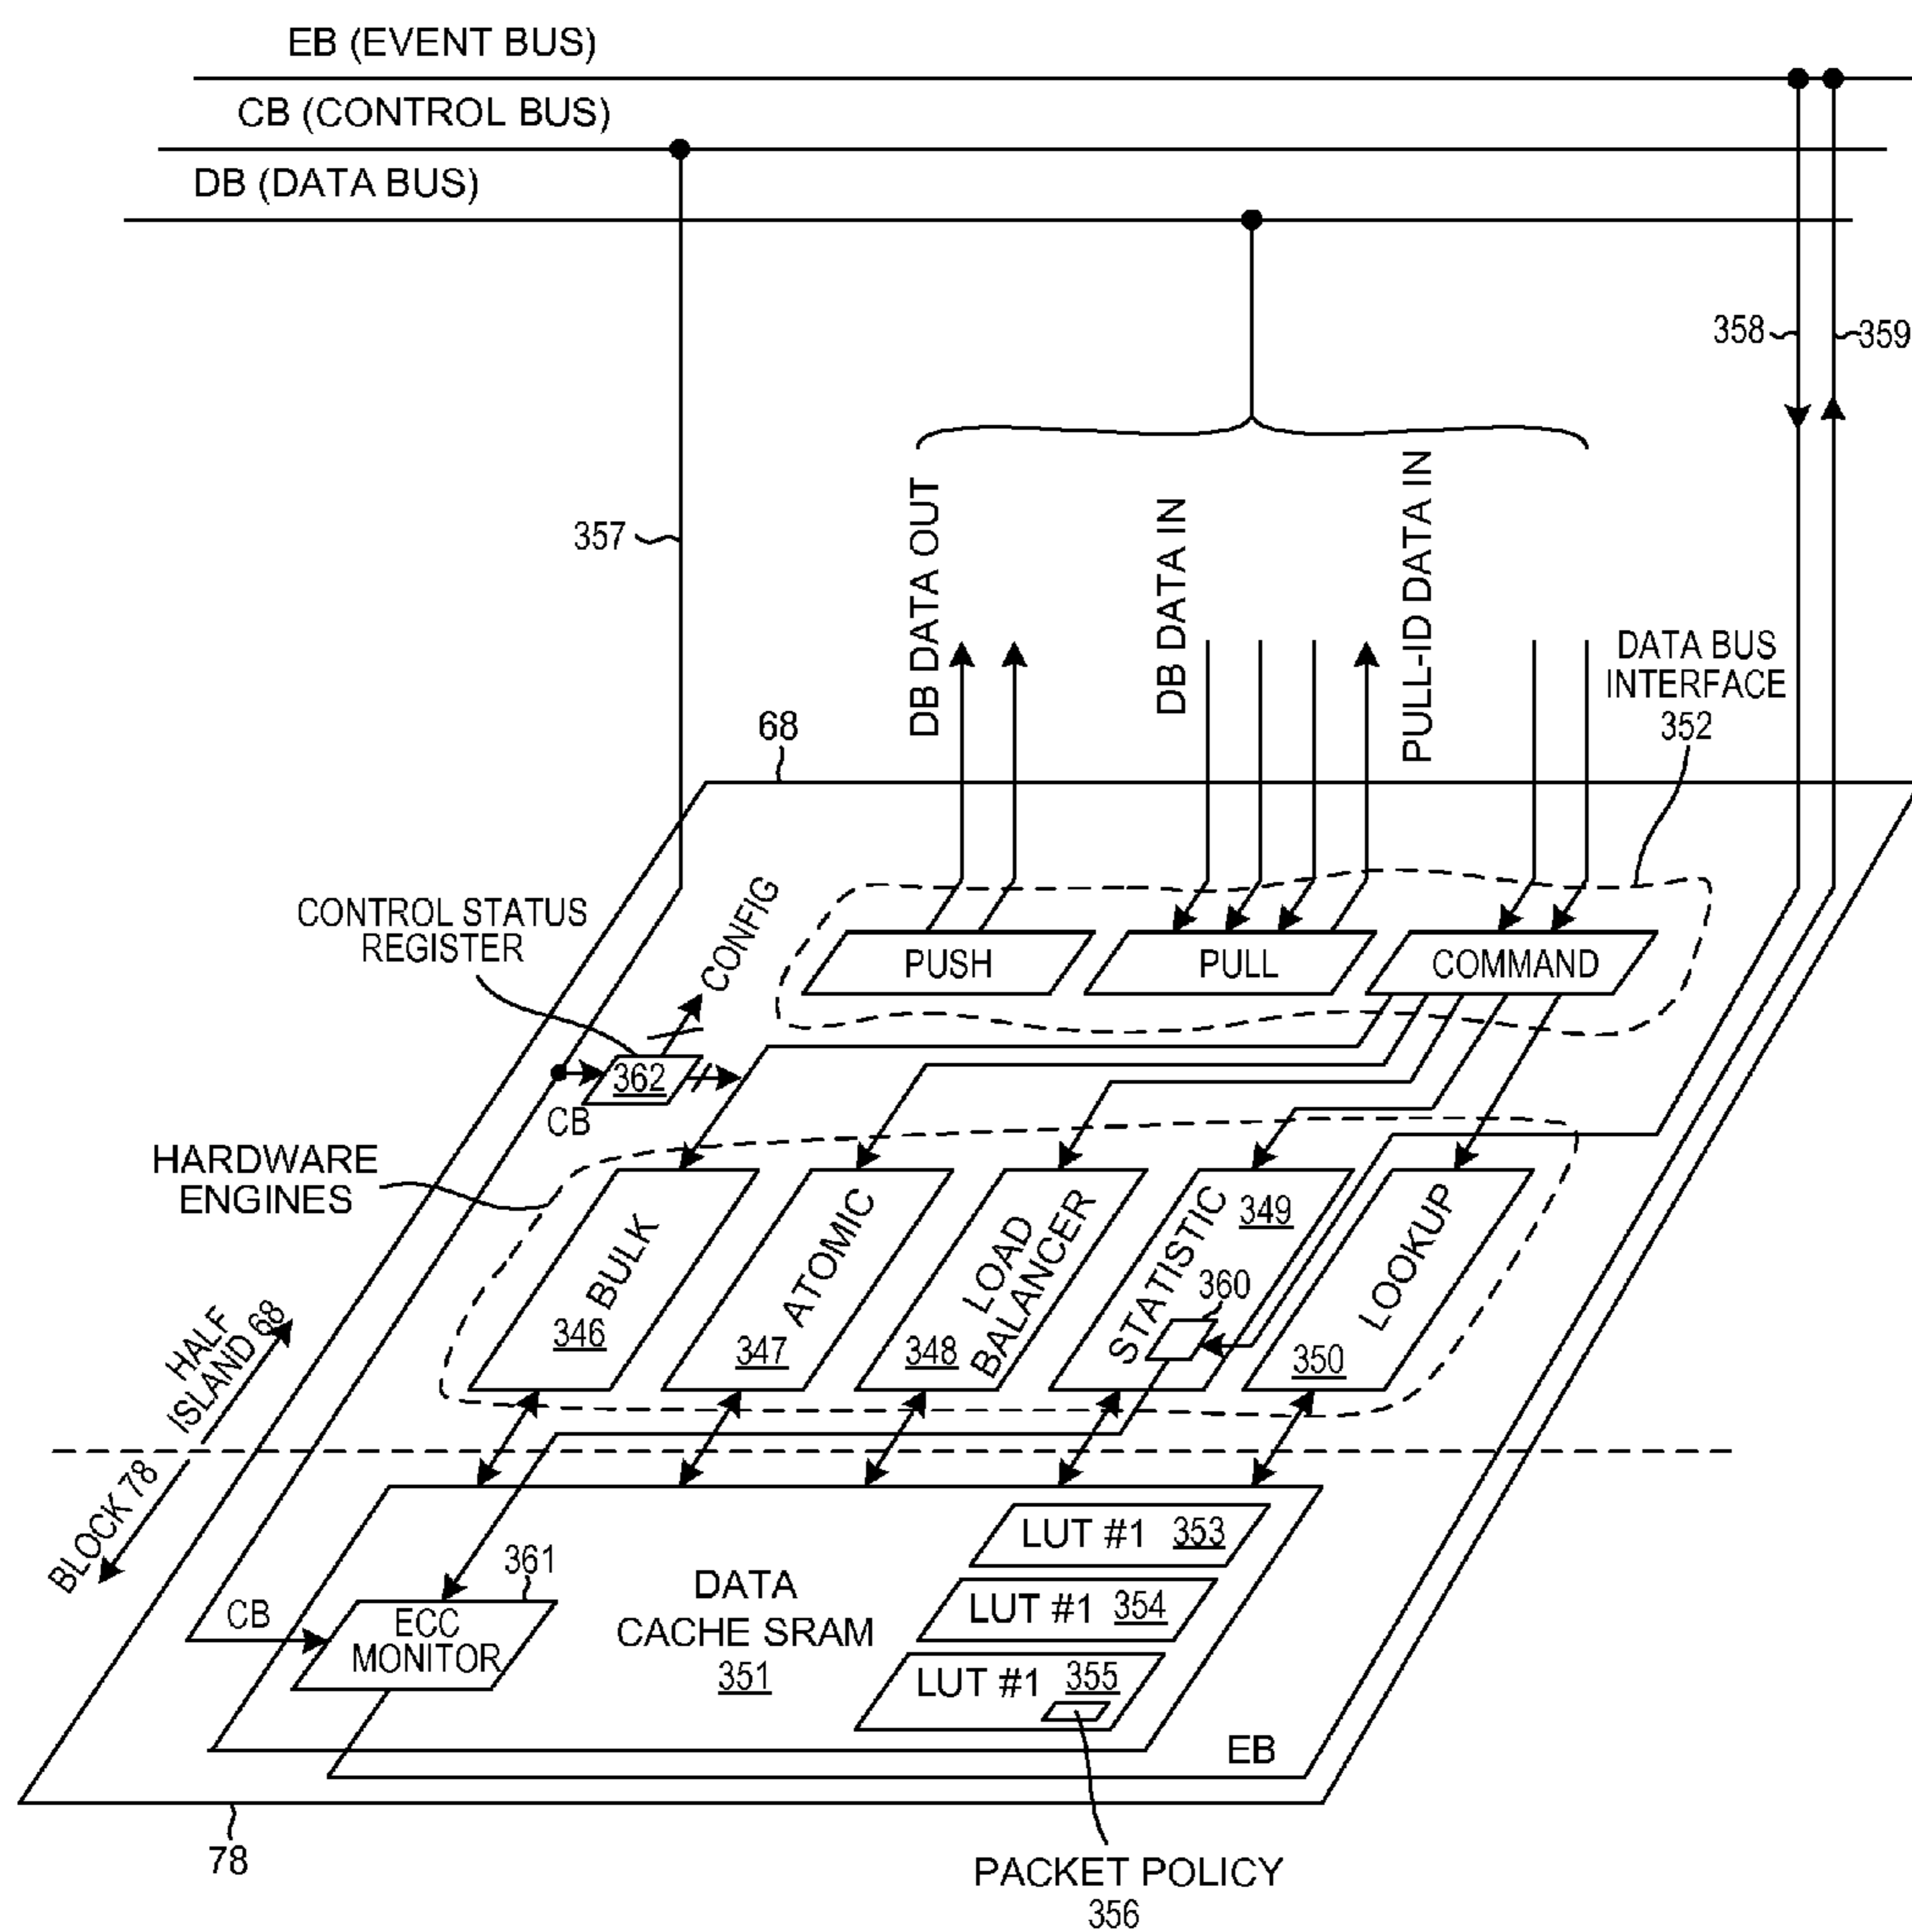 EB (EVENT BUS)
CB (CONTROL BUS)
DB (DATA BUS)
358
359
357
DB DATA OUT
DB DATA IN
PULL-ID DATA IN
DATA BUS
INTERFACE
352
68
CONTROL STATUS
REGISTER
CONFIG
PUSH
PULL
COMMAND
362
CB
HARDWARE
ENGINES
BULK
346
ATOMIC
347
LOAD
BALANCER
348
STATISTIC
349
360
LOOKUP
350
HALF
ISLAND 68
BLOCK 78
LUT #1 353
361
DATA
CACHE SRAM
351
LUT #1 354
CB
ECC
MONITOR
LUT #1 355
EB
78
PACKET POLICY
356